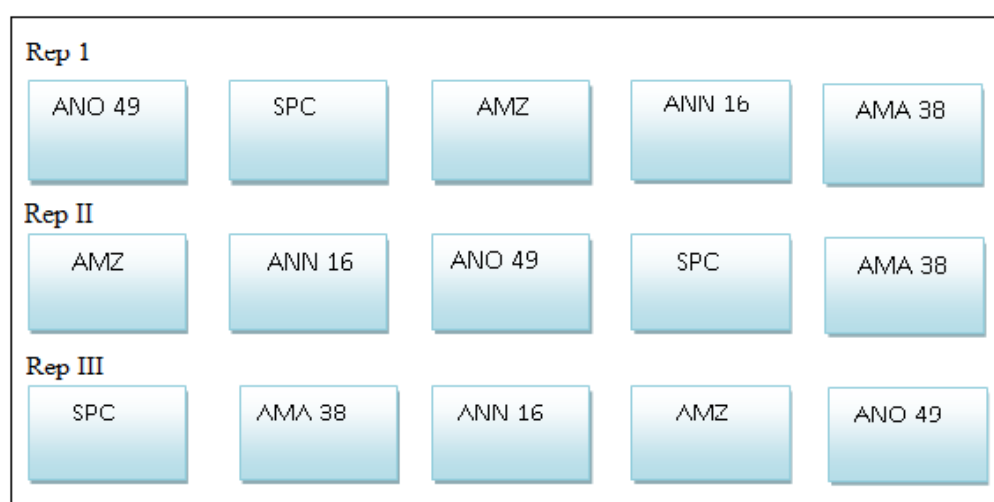 Rep 1
ANO 49 SPC AMZ ANN 16 AMA 38
Rep II
AMZ ANN 16 ANO 49 SPC AMA 38
Rep III
SPC AMA 38 ANN 16 AMZ ANO 49